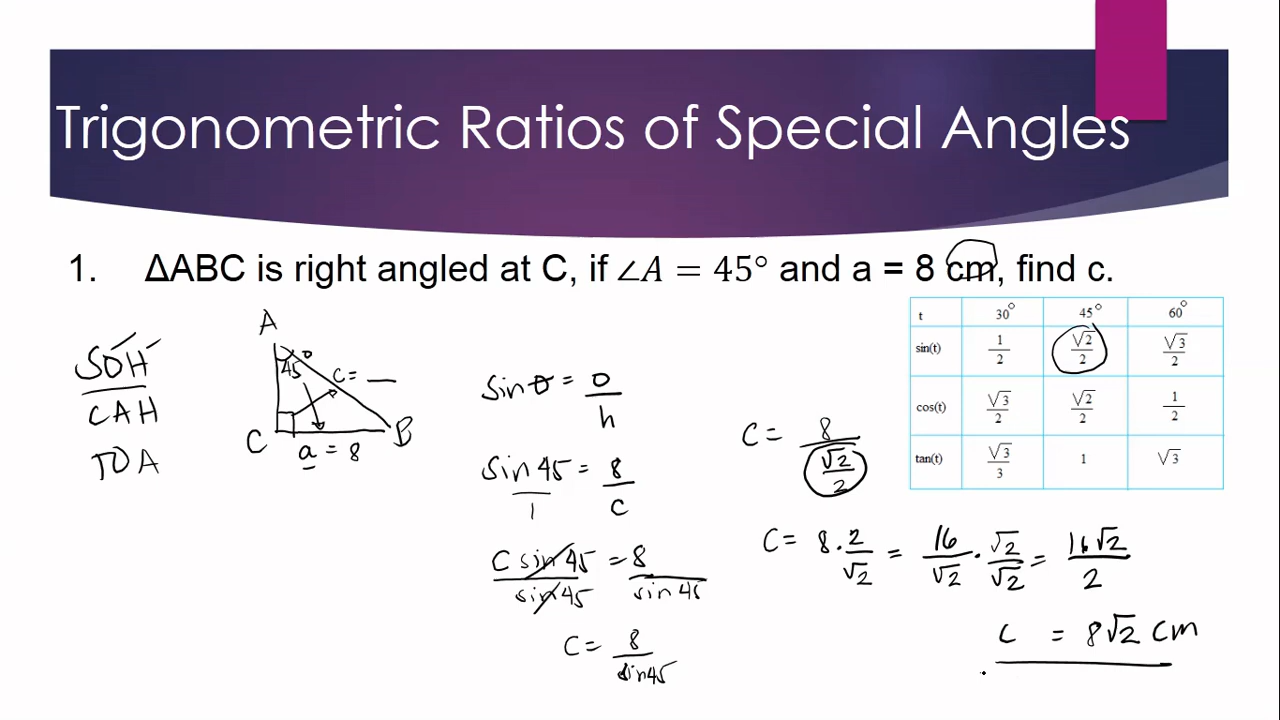 Trigonometric Ratios of Special Angles
1. ΔABC is right angled at C, if ∠A = 45° and a = 8 cm, find c.
SOH
CAH
TOA
A
45°
c = __
C
B
a = 8
sin θ = o/h
sin 45/1 = 8/c
c sin 45/sin 45 = 8/sin 45
c = 8/sin 45
c = 8/(√2/2)
c = 8 · 2/√2 = 16/√2 · √2/√2 = 16√2/2
c = 8√2 cm
t 30° 45° 60°
sin(t) 1/2 √2/2 √3/2
cos(t) √3/2 √2/2 1/2
tan(t) √3/3 1 √3